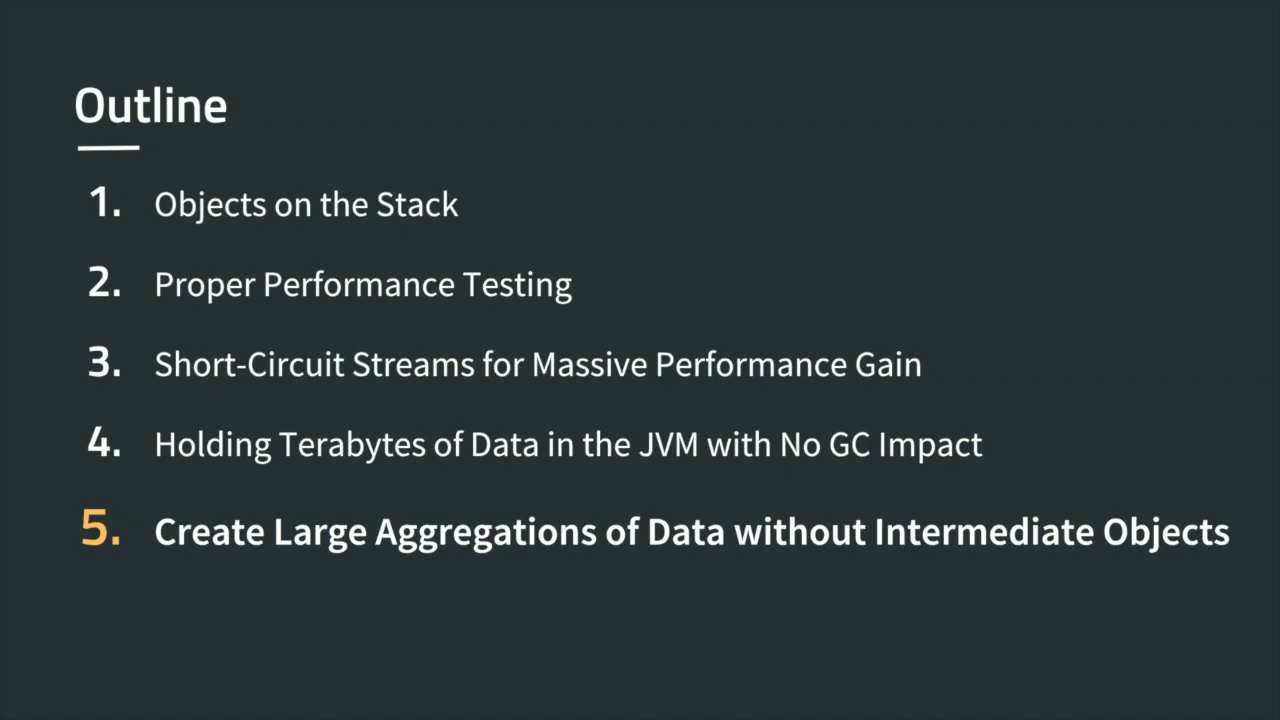 Outline
1. Objects on the Stack
2. Proper Performance Testing
3. Short-Circuit Streams for Massive Performance Gain
4. Holding Terabytes of Data in the JVM with No GC Impact
5. Create Large Aggregations of Data without Intermediate Objects